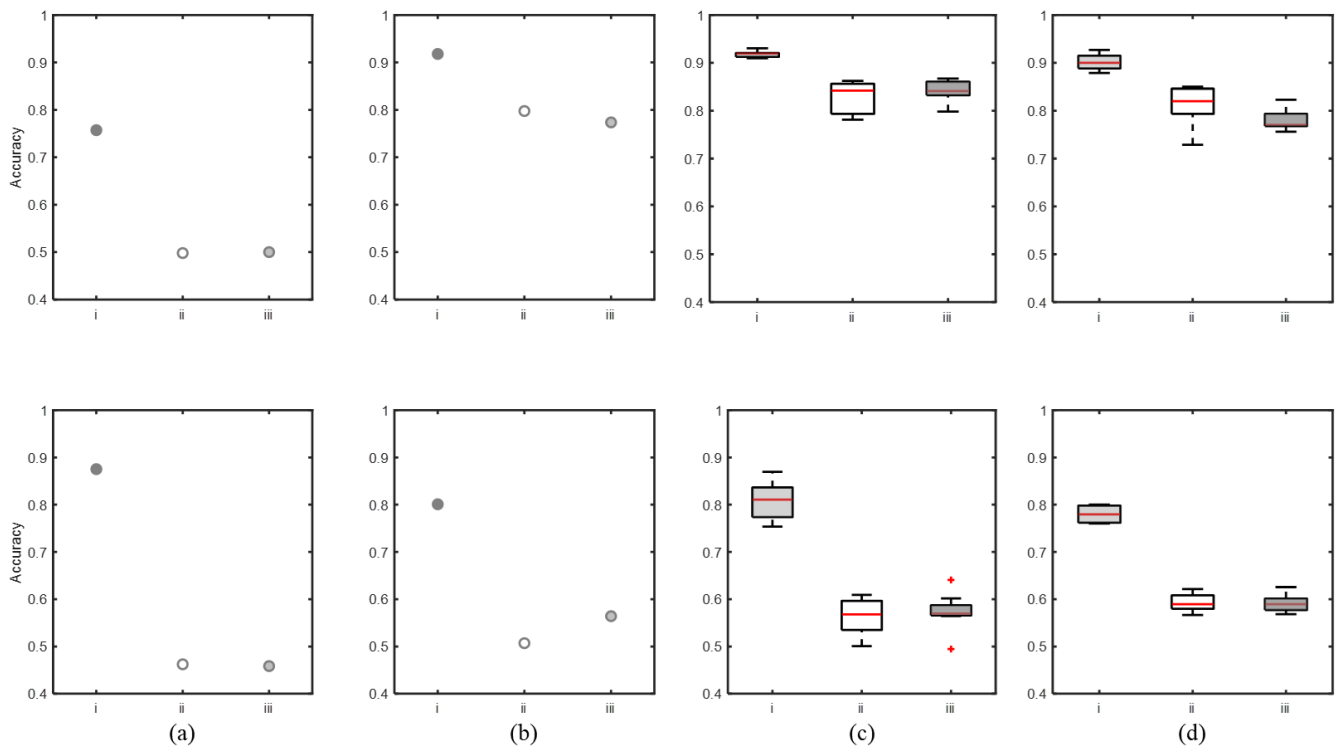 1 1 1 1
0.9 0.9 0.9 0.9
0.8 0.8 0.8 0.8
Accuracy
0.7 0.7 0.7 0.7
0.6 0.6 0.6 0.6
0.5 0.5 0.5 0.5
0.4 0.4 0.4 0.4
i ii iii i ii iii i ii iii i ii iii
1 1 1 1
0.9 0.9 0.9 0.9
0.8 0.8 0.8 0.8
Accuracy
0.7 0.7 0.7 0.7
0.6 0.6 0.6 0.6
0.5 0.5 0.5 0.5
0.4 0.4 0.4 0.4
i ii iii i ii iii i ii iii i ii iii
(a) (b) (c) (d)